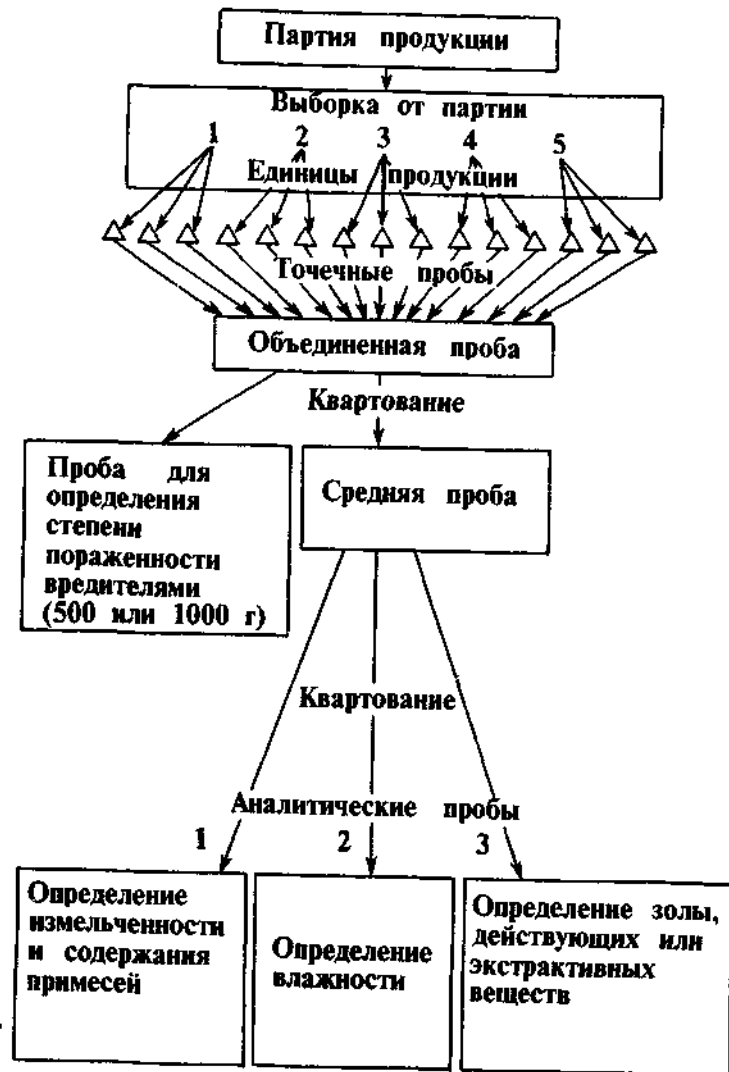 Партия продукции
Выборка от партии
1 2 3 4 5
Единицы продукции
Точечные пробы
Объединенная проба
Квартование
Проба для
определения
степени
пораженности
вредителями
(500 или 1000 г)
Средняя проба
Квартование
Аналитические пробы
1 2 3
Определение
измельченности
и содержания
примесей
Определение
влажности
Определение золы,
действующих или
экстрактивных
веществ